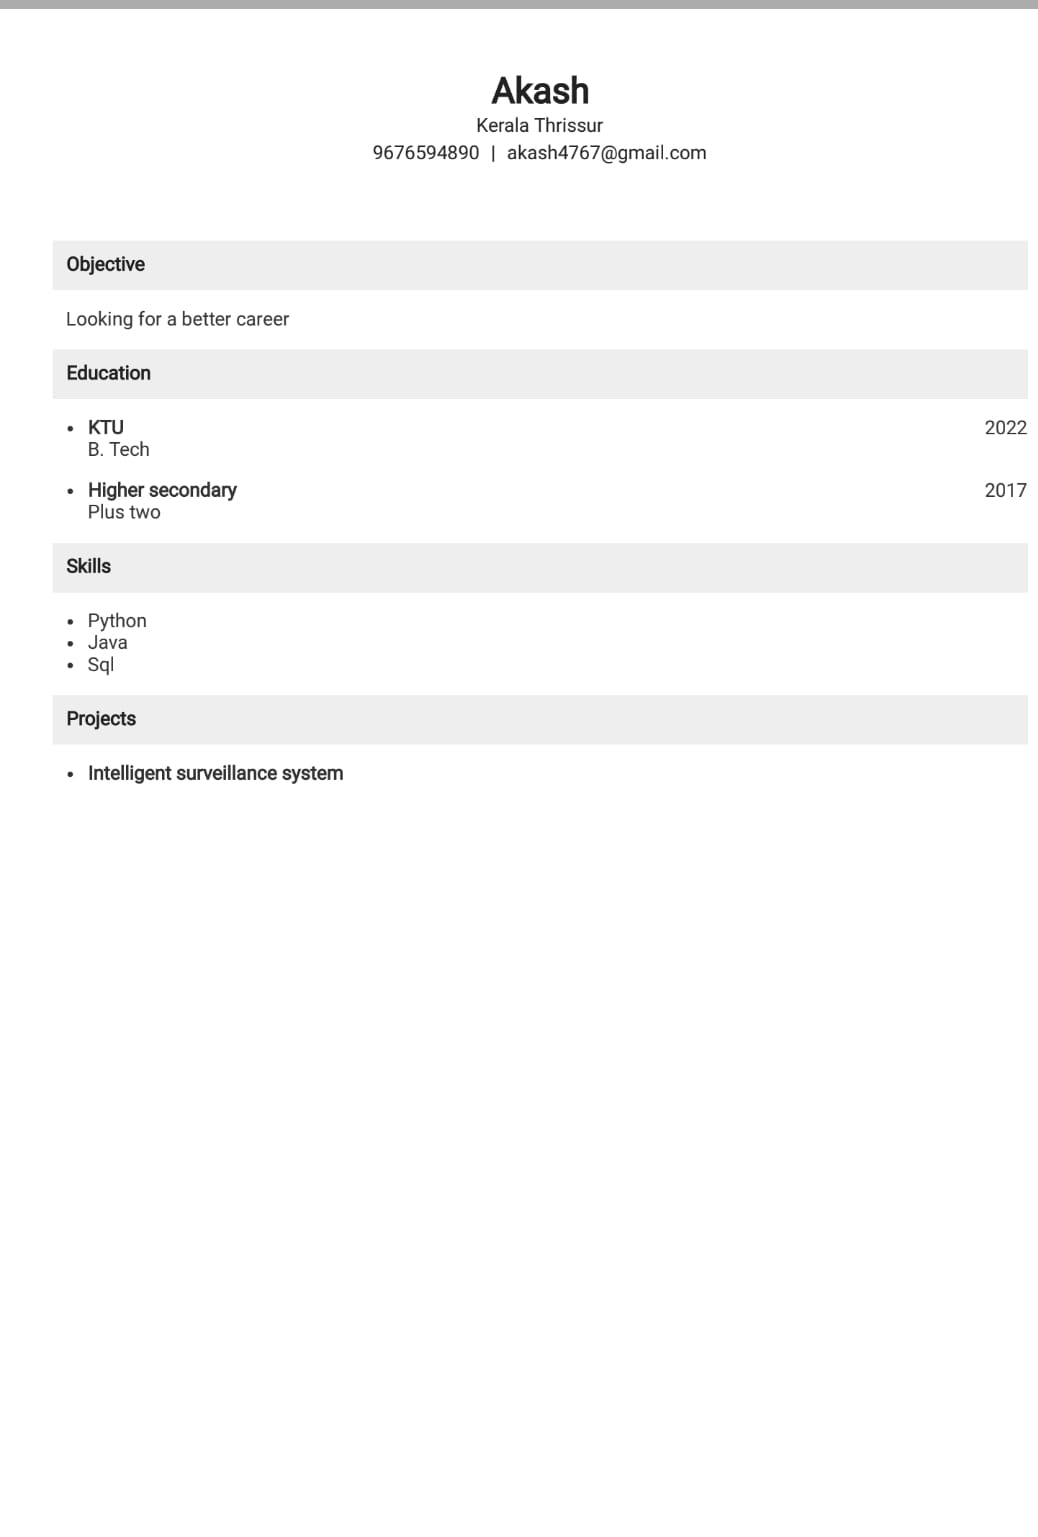 Akash
Kerala Thrissur
9676594890 | akash4767@gmail.com
Objective
Looking for a better career
Education
• KTU 2022
B. Tech
• Higher secondary 2017
Plus two
Skills
• Python
• Java
• Sql
Projects
• Intelligent surveillance system